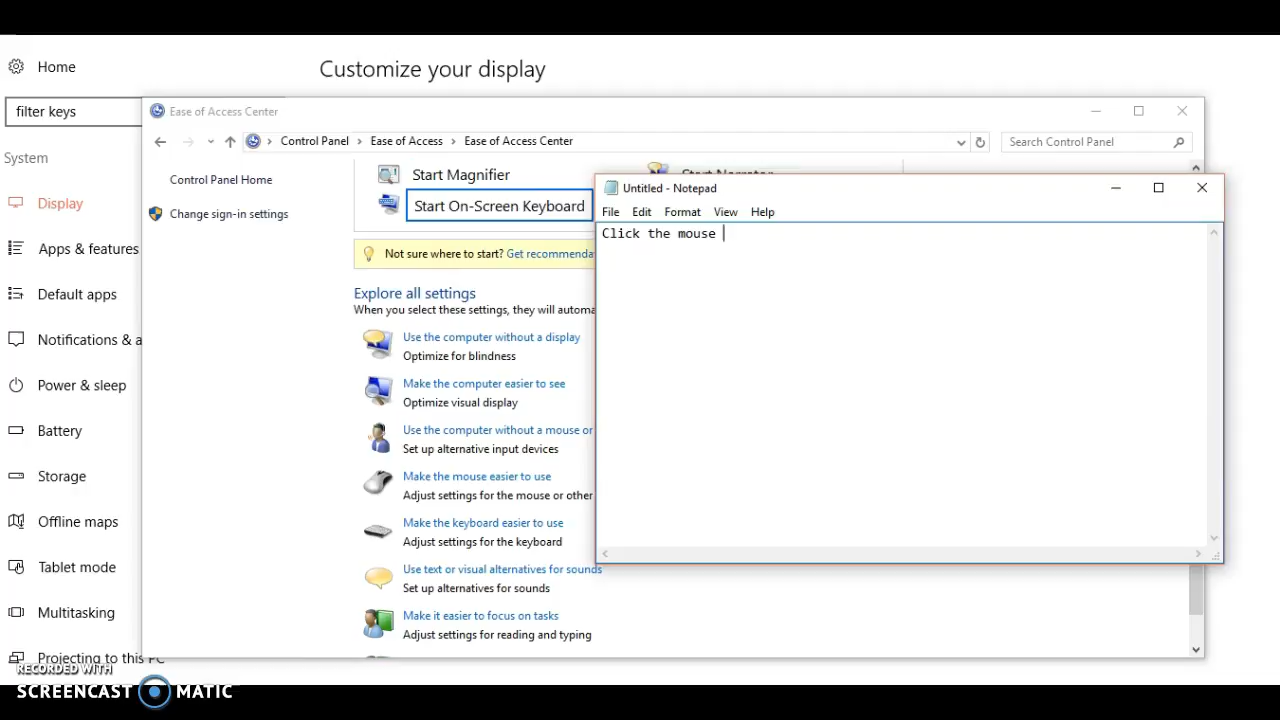 Home
filter keys
System
Display
Apps & features
Default apps
Notifications & a
Power & sleep
Battery
Storage
Offline maps
Tablet mode
Multitasking
Projecting to this PC
Customize your display
Ease of Access Center
Control Panel > Ease of Access > Ease of Access Center
Search Control Panel
Control Panel Home
Change sign-in settings
Start Magnifier
Start Narrator
Start On-Screen Keyboard
Not sure where to start? Get recommenda
Explore all settings
When you select these settings, they will automa
Use the computer without a display
Optimize for blindness
Make the computer easier to see
Optimize visual display
Use the computer without a mouse or
Set up alternative input devices
Make the mouse easier to use
Adjust settings for the mouse or other
Make the keyboard easier to use
Adjust settings for the keyboard
Use text or visual alternatives for sounds
Set up alternatives for sounds
Make it easier to focus on tasks
Adjust settings for reading and typing
Untitled - Notepad
File Edit Format View Help
Click the mouse
RECORDED WITH
SCREENCAST MATIC